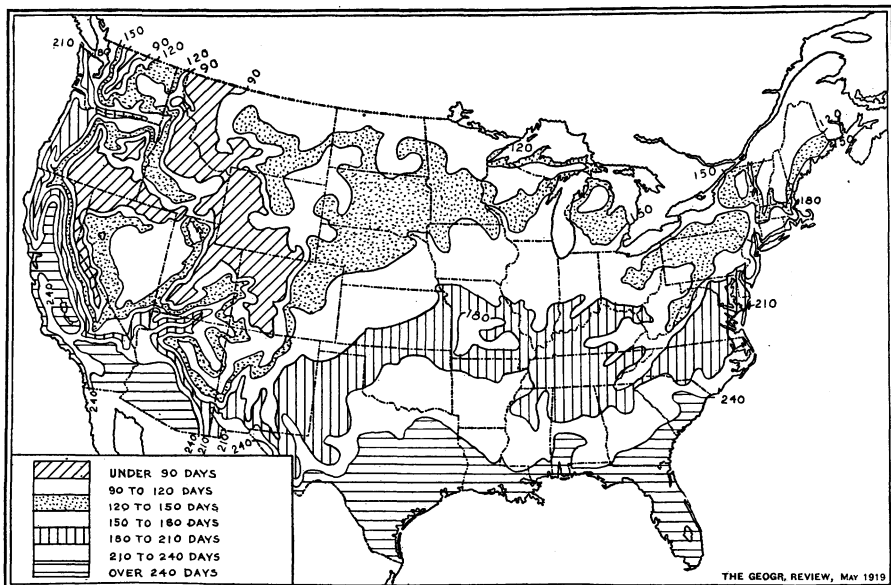 210
150
180
90
120
120
90
90
120
150
120
150
180
210
240
180
240
240
240
210
210
240
UNDER 90 DAYS
90 TO 120 DAYS
120 TO 150 DAYS
150 TO 180 DAYS
180 TO 210 DAYS
210 TO 240 DAYS
OVER 240 DAYS
THE GEOGR. REVIEW, MAY 1919